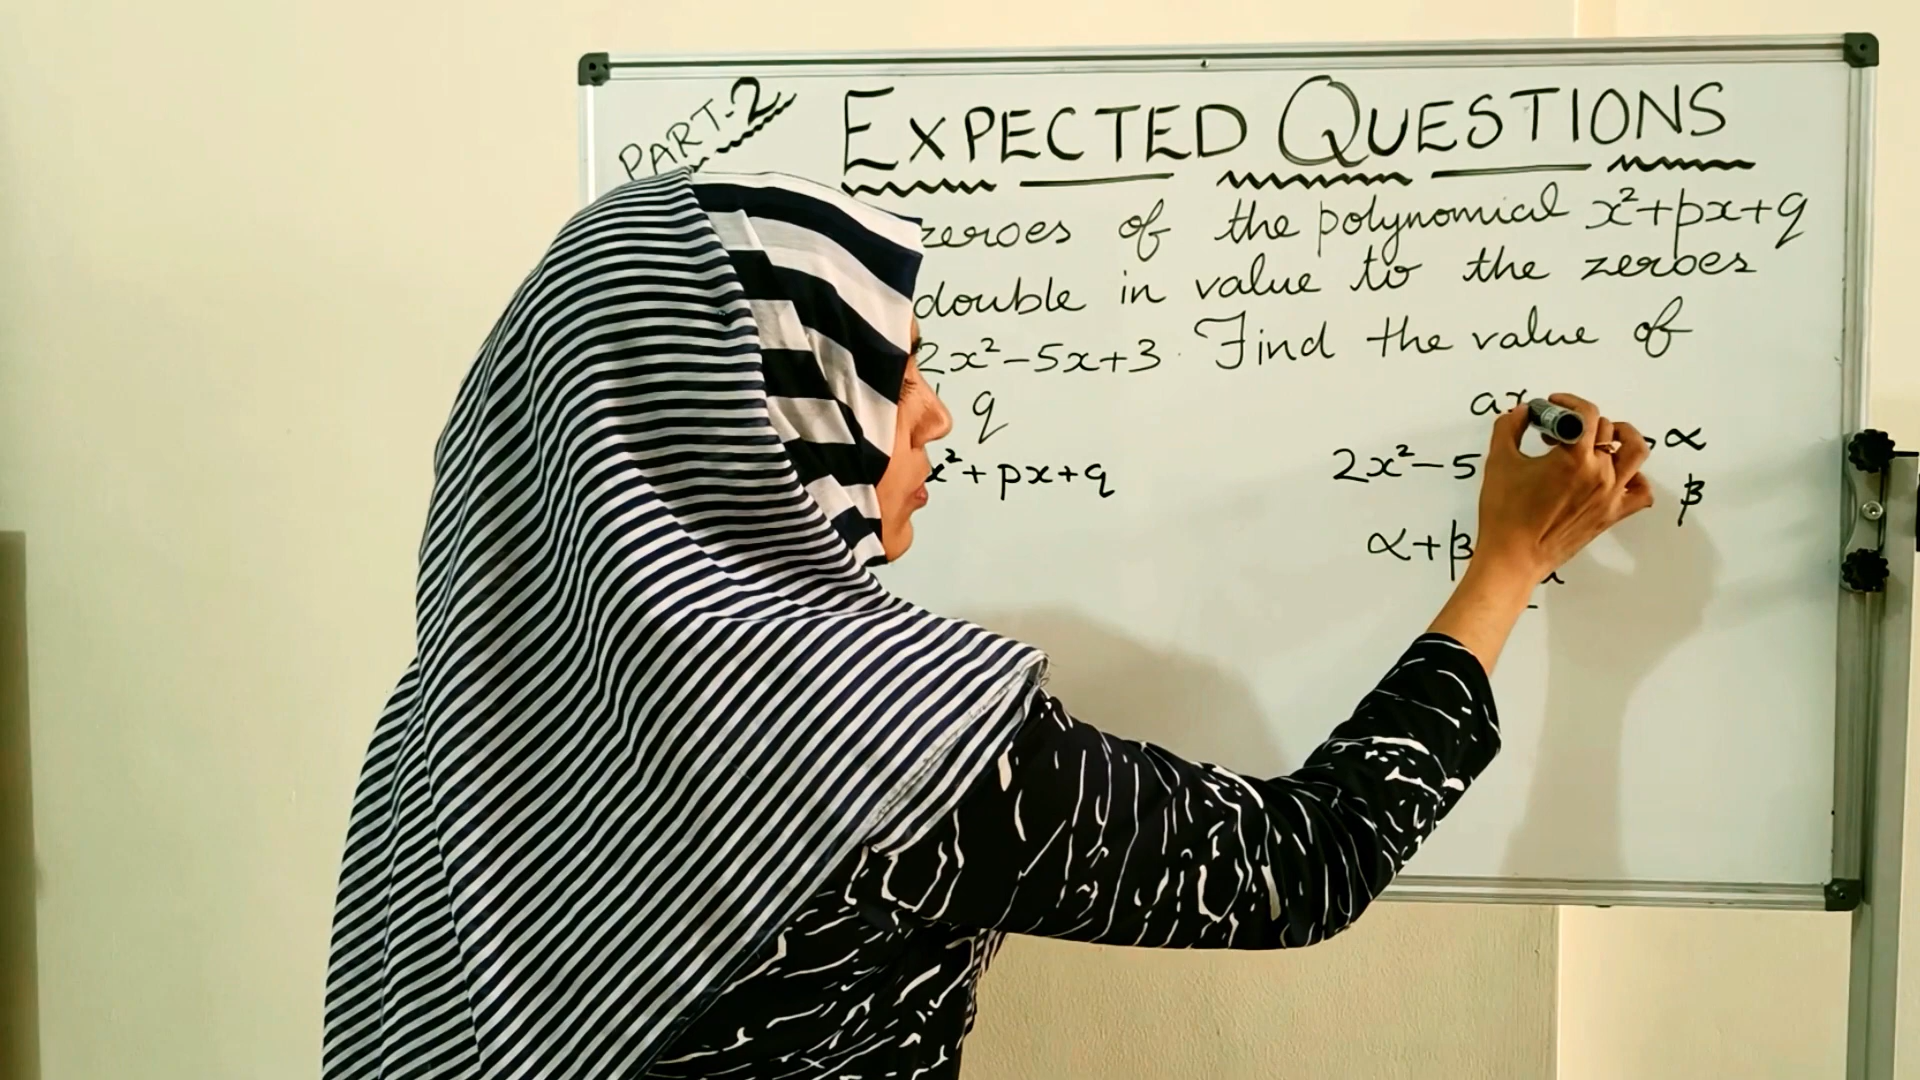 PART-2
EXPECTED QUESTIONS
zeroes of the polynomial x²+px+q
double in value to the zeroes
2x²-5x+3. Find the value of
q
x²+px+q
ax
2x²-5
α
β
α+β